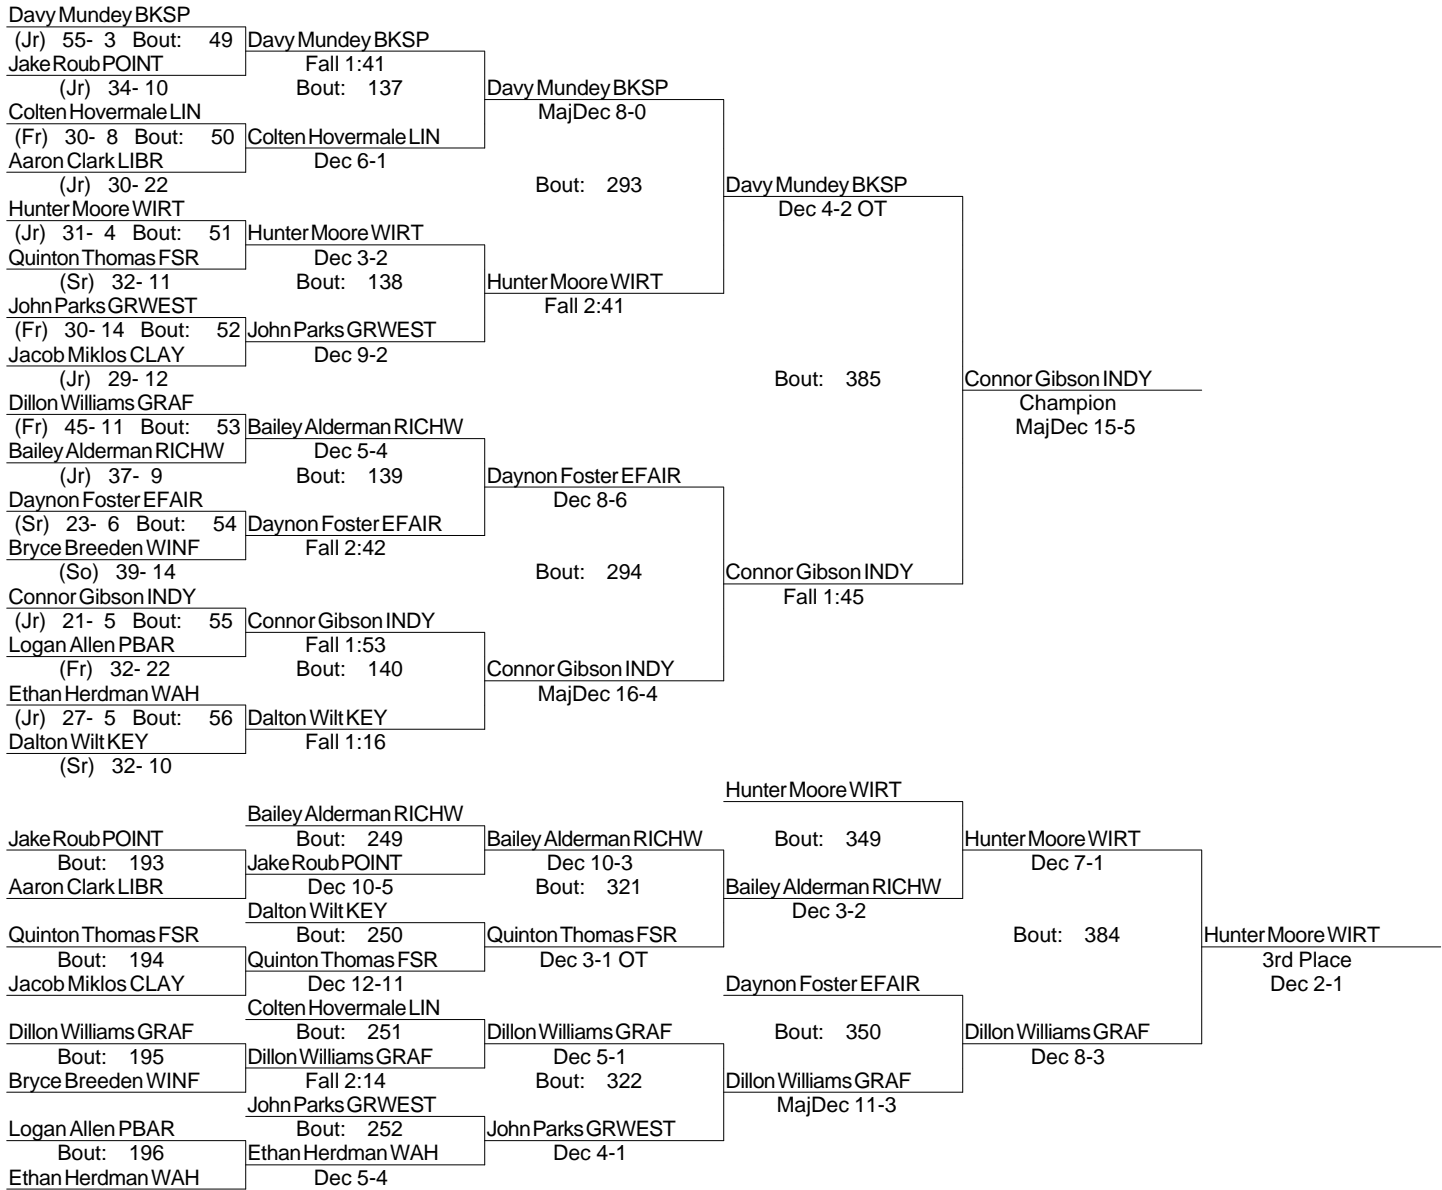 Davy Mundey BKSP
(Jr) 55- 3 Bout: 49 Davy Mundey BKSP
Jake Roub POINT Fall 1:41
(Jr) 34- 10 Bout: 137 Davy Mundey BKSP
Colten Hovermale LIN MajDec 8-0
(Fr) 30- 8 Bout: 50 Colten Hovermale LIN
Aaron Clark LIBR Dec 6-1
(Jr) 30- 22 Bout: 293 Davy Mundey BKSP
Hunter Moore WIRT Dec 4-2 OT
(Jr) 31- 4 Bout: 51 Hunter Moore WIRT
Quinton Thomas FSR Dec 3-2
(Sr) 32- 11 Bout: 138 Hunter Moore WIRT
John Parks GRWEST Fall 2:41
(Fr) 30- 14 Bout: 52 John Parks GRWEST
Jacob Miklos CLAY Dec 9-2
(Jr) 29- 12 Bout: 385 Connor Gibson INDY
Dillon Williams GRAF Champion
(Fr) 45- 11 Bout: 53 Bailey Alderman RICHW MajDec 15-5
Bailey Alderman RICHW Dec 5-4
(Jr) 37- 9 Bout: 139 Daynon Foster EFAIR
Daynon Foster EFAIR Dec 8-6
(Sr) 23- 6 Bout: 54 Daynon Foster EFAIR
Bryce Breeden WINF Fall 2:42
(So) 39- 14 Bout: 294 Connor Gibson INDY
Connor Gibson INDY Fall 1:45
(Jr) 21- 5 Bout: 55 Connor Gibson INDY
Logan Allen PBAR Fall 1:53
(Fr) 32- 22 Bout: 140 Connor Gibson INDY
Ethan Herdman WAH MajDec 16-4
(Jr) 27- 5 Bout: 56 Dalton Wilt KEY
Dalton Wilt KEY Fall 1:16
(Sr) 32- 10
Hunter Moore WIRT
Bailey Alderman RICHW
Jake Roub POINT Bout: 249 Bailey Alderman RICHW Bout: 349 Hunter Moore WIRT
Bout: 193 Jake Roub POINT Dec 10-3 Dec 7-1
Aaron Clark LIBR Dec 10-5 Bout: 321 Bailey Alderman RICHW
Dalton Wilt KEY Dec 3-2
Quinton Thomas FSR Bout: 250 Quinton Thomas FSR Bout: 384 Hunter Moore WIRT
Bout: 194 Quinton Thomas FSR Dec 3-1 OT 3rd Place
Jacob Miklos CLAY Dec 12-11 Daynon Foster EFAIR Dec 2-1
Colten Hovermale LIN
Dillon Williams GRAF Bout: 251 Dillon Williams GRAF Bout: 350 Dillon Williams GRAF
Bout: 195 Dillon Williams GRAF Dec 5-1 Dec 8-3
Bryce Breeden WINF Fall 2:14 Bout: 322 Dillon Williams GRAF
John Parks GRWEST MajDec 11-3
Logan Allen PBAR Bout: 252 John Parks GRWEST
Bout: 196 Ethan Herdman WAH Dec 4-1
Ethan Herdman WAH Dec 5-4